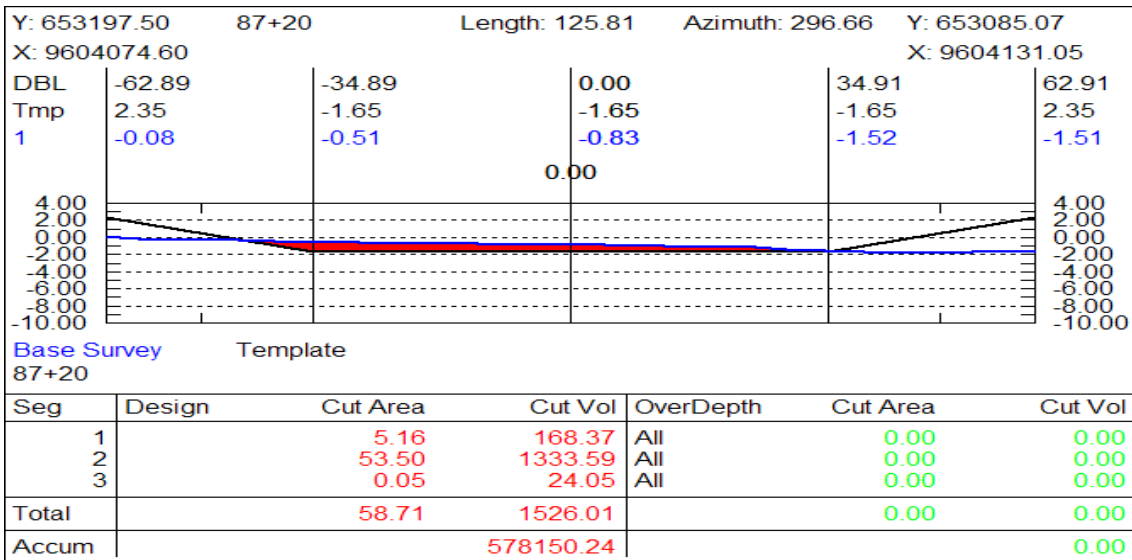 Y: 653197.50 87+20 Length: 125.81 Azimuth: 296.66 Y: 653085.07
X: 9604074.60 X: 9604131.05
DBL -62.89 -34.89 0.00 34.91 62.91
Tmp 2.35 -1.65 -1.65 -1.65 2.35
1 -0.08 -0.51 -0.83 -1.52 -1.51
0.00
4.00 4.00
2.00 2.00
0.00 0.00
-2.00 -2.00
-4.00 -4.00
-6.00 -6.00
-8.00 -8.00
-10.00 -10.00
Base Survey Template
87+20
Seg Design Cut Area Cut Vol OverDepth Cut Area Cut Vol
1 5.16 168.37 All 0.00 0.00
2 53.50 1333.59 All 0.00 0.00
3 0.05 24.05 All 0.00 0.00
Total 58.71 1526.01 0.00 0.00
Accum 578150.24 0.00